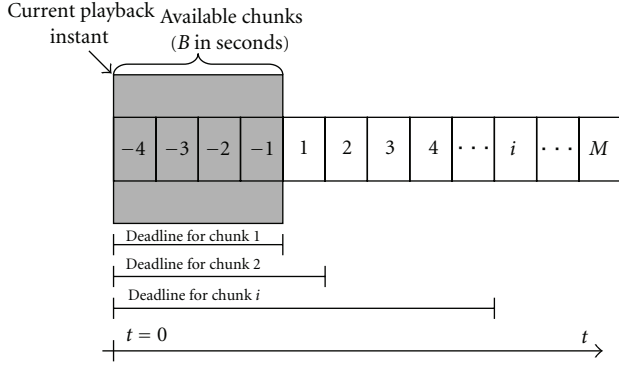 Current playback
instant
Available chunks
(B in seconds)
−4 −3 −2 −1 1 2 3 4 · · · i · · · M
Deadline for chunk 1
Deadline for chunk 2
Deadline for chunk i
t = 0 t